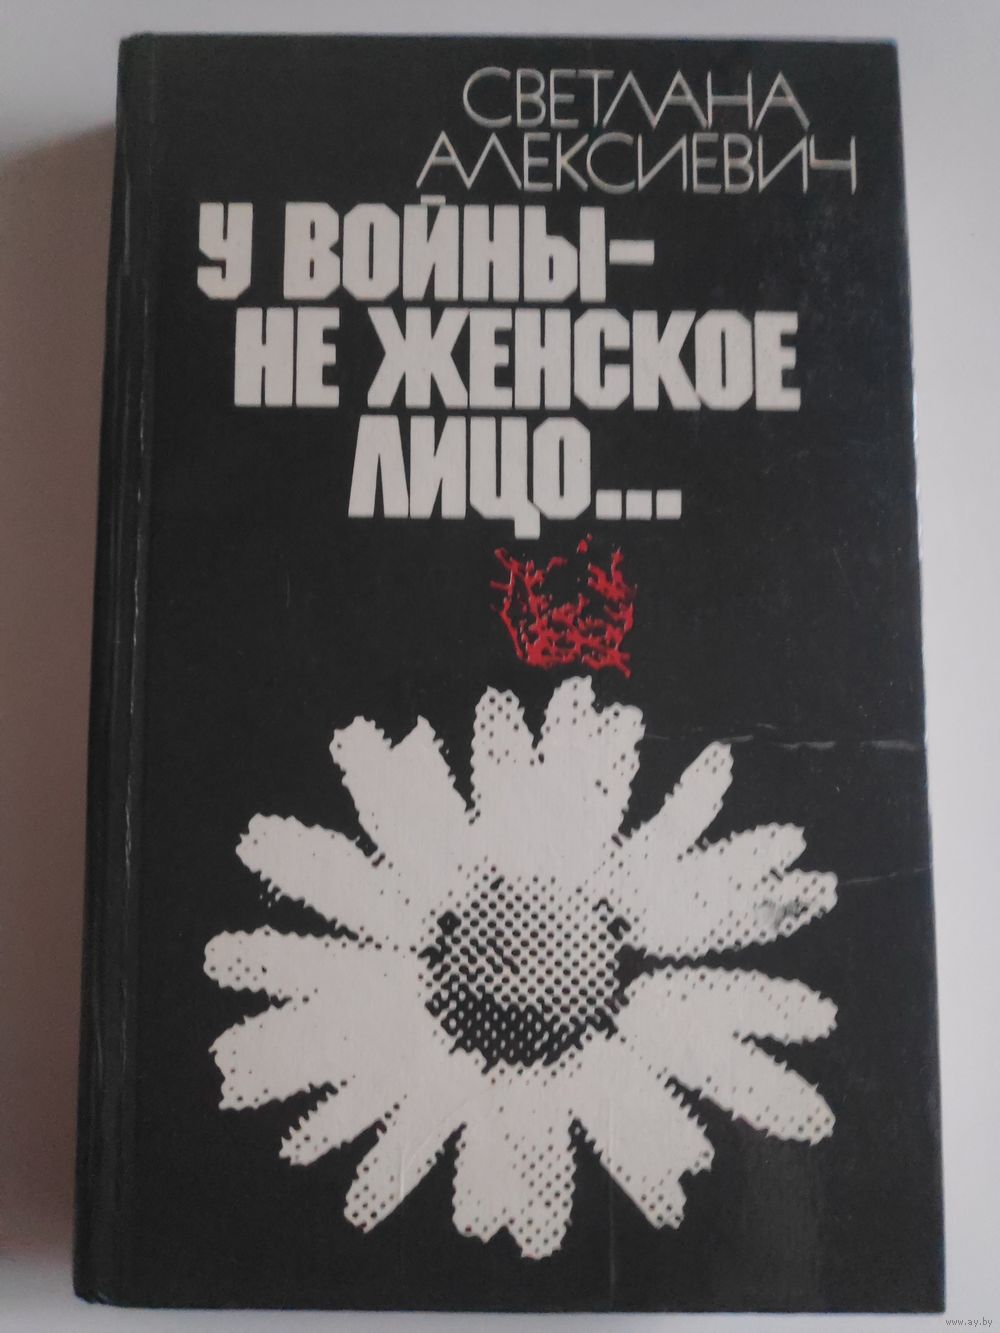 СВЕТЛАНА
АЛЕКСИЕВИЧ
У ВОЙНЫ-
НЕ ЖЕНСКОЕ
ЛИЦО...
www.ay.by